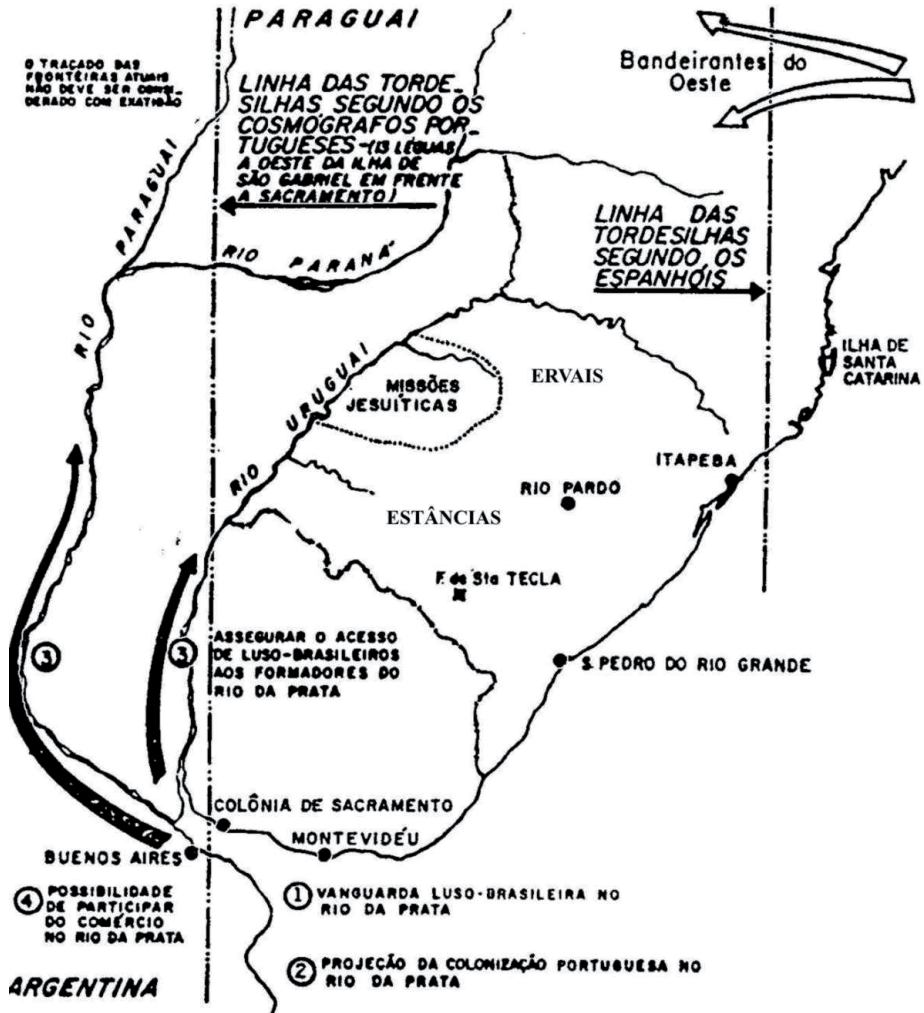 PARAGUAI
O TRAÇADO DAS
FRONTEIRAS ATUAIS
NÃO DEVE SER CONSI_
DERADO COM EXATIDÃO
LINHA DAS TORDE_
SILHAS SEGUNDO OS
COSMÓGRAFOS POR_
TUGUESES-(13 LÉGUAS
A OESTE DA ILHA DE
SÃO GABRIEL EM FRENTE
A SACRAMENTO)
Bandeirantes do
Oeste
LINHA DAS
TORDESILHAS
SEGUNDO OS
ESPANHÓIS
RIO PARAGUAI
RIO PARANÁ
RIO URUGUAI
MISSÕES
JESUÍTICAS
ERVAIS
ILHA DE
SANTA
CATARINA
ITAPEBA
RIO PARDO
ESTÂNCIAS
F. de Sta TECLA
3
3
ASSEGURAR O ACESSO
DE LUSO-BRASILEIROS
AOS FORMADORES DO
RIO DA PRATA
S. PEDRO DO RIO GRANDE
COLÔNIA DE SACRAMENTO
MONTEVIDÉU
BUENOS AIRES
4 POSSIBILIDADE
DE PARTICIPAR
DO COMÉRCIO
NO RIO DA PRATA
1 VANGUARDA LUSO-BRASILEIRA NO
RIO DA PRATA
2 PROJEÇÃO DA COLONIZAÇÃO PORTUGUESA NO
RIO DA PRATA
ARGENTINA